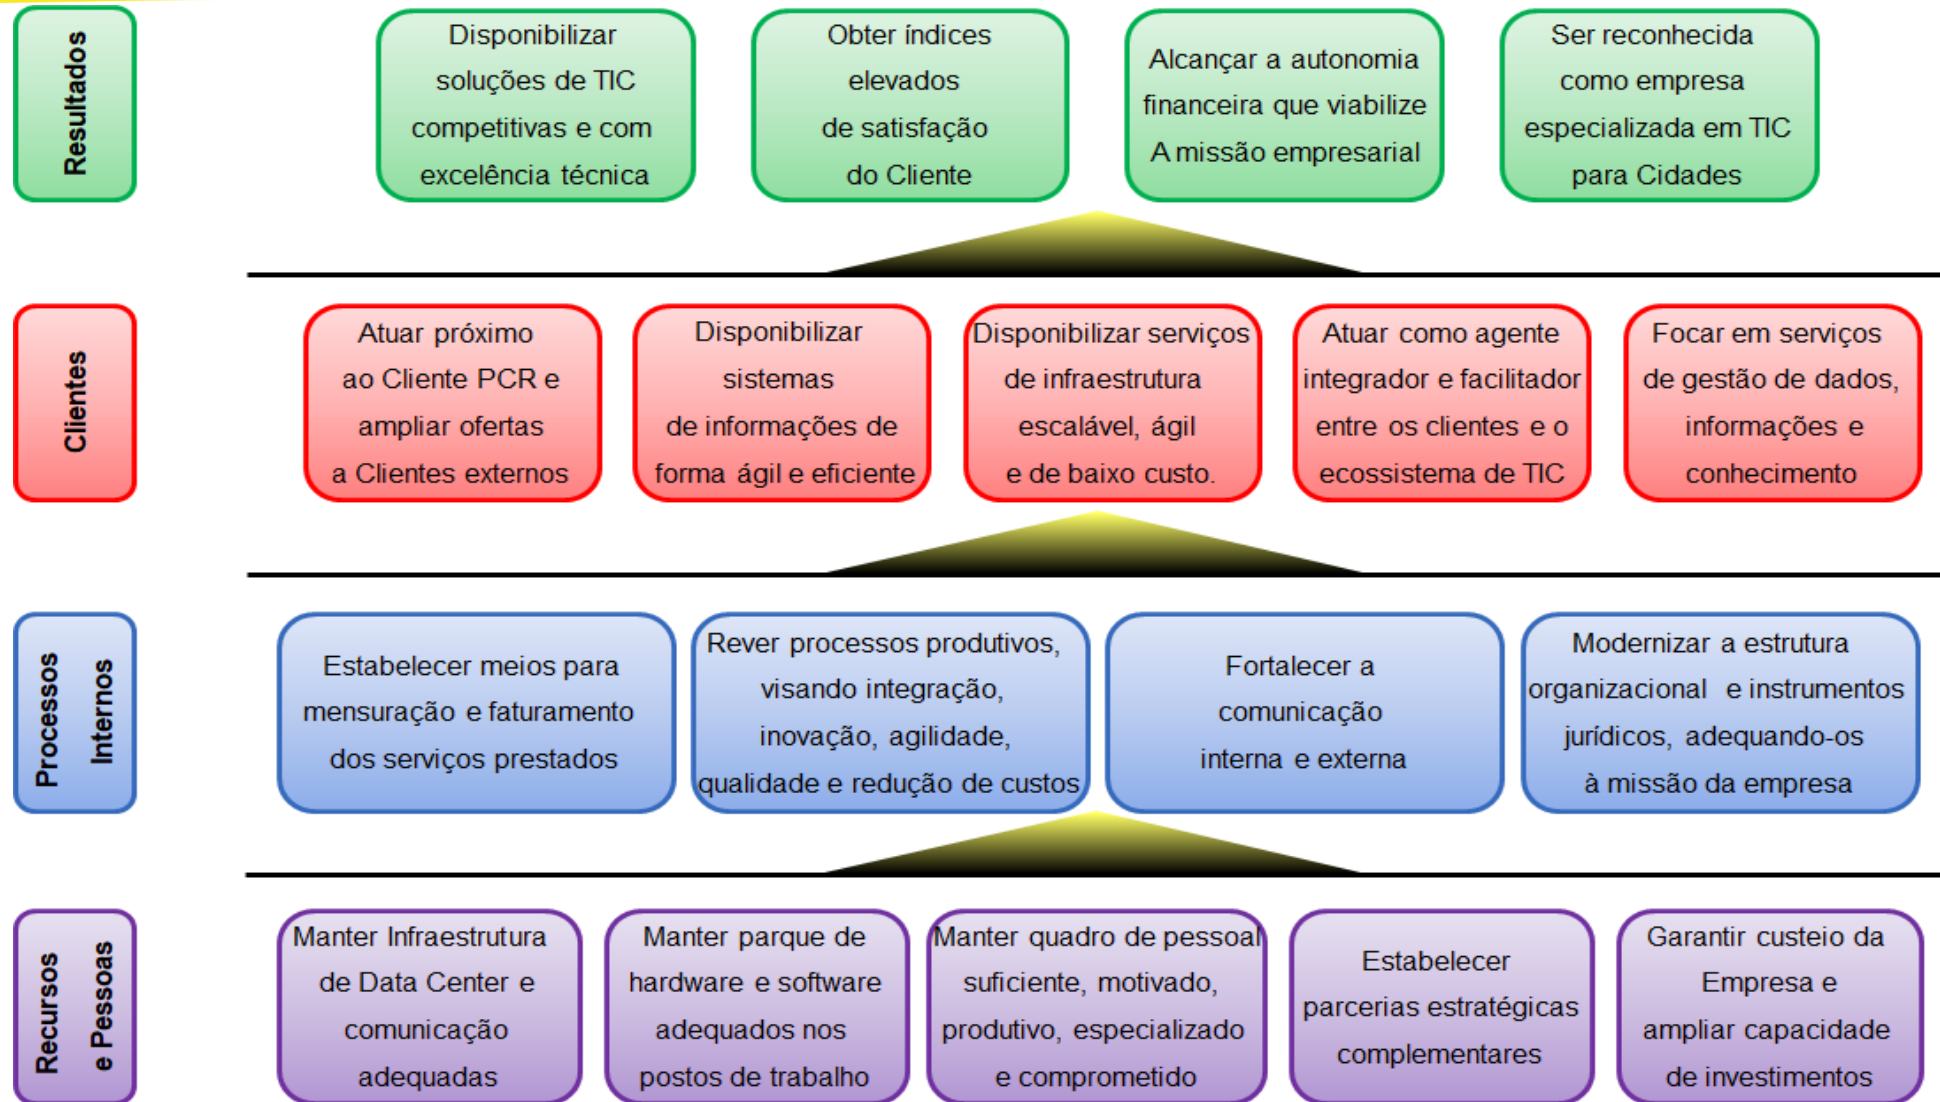 Resultados
Disponibilizar
soluções de TIC
competitivas e com
excelência técnica
Obter índices
elevados
de satisfação
do Cliente
Alcançar a autonomia
financeira que viabilize
A missão empresarial
Ser reconhecida
como empresa
especializada em TIC
para Cidades
Clientes
Atuar próximo
ao Cliente PCR e
ampliar ofertas
a Clientes externos
Disponibilizar
sistemas
de informações de
forma ágil e eficiente
Disponibilizar serviços
de infraestrutura
escalável, ágil
e de baixo custo.
Atuar como agente
integrador e facilitador
entre os clientes e o
ecossistema de TIC
Focar em serviços
de gestão de dados,
informações e
conhecimento
Processos
Internos
Estabelecer meios para
mensuração e faturamento
dos serviços prestados
Rever processos produtivos,
visando integração,
inovação, agilidade,
qualidade e redução de custos
Fortalecer a
comunicação
interna e externa
Modernizar a estrutura
organizacional e instrumentos
jurídicos, adequando-os
à missão da empresa
Recursos
e Pessoas
Manter Infraestrutura
de Data Center e
comunicação
adequadas
Manter parque de
hardware e software
adequados nos
postos de trabalho
Manter quadro de pessoal
suficiente, motivado,
produtivo, especializado
e comprometido
Estabelecer
parcerias estratégicas
complementares
Garantir custeio da
Empresa e
ampliar capacidade
de investimentos